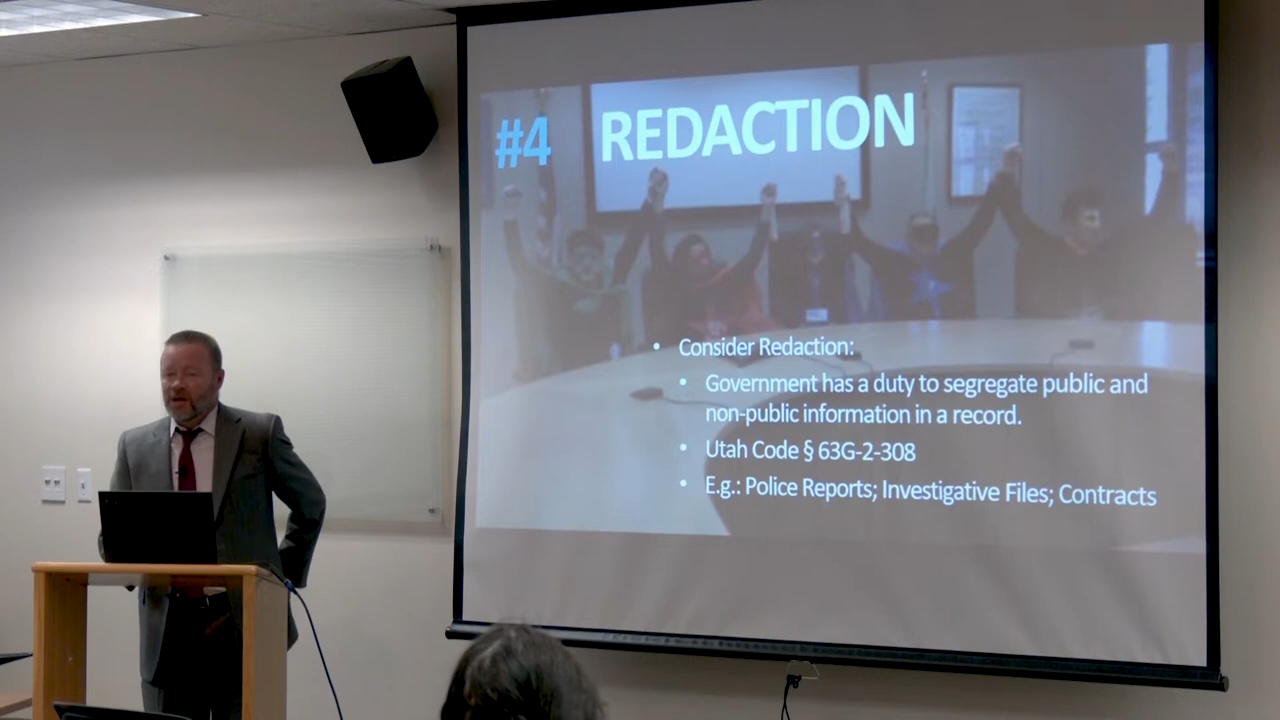 #4 REDACTION
• Consider Redaction:
• Government has a duty to segregate public and
non-public information in a record.
• Utah Code § 63G-2-308
• E.g.: Police Reports; Investigative Files; Contracts